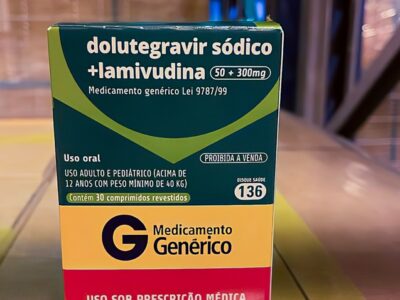 dolutegravir sódico
+lamivudina 50 + 300mg
Medicamento genérico Lei 9787/99
Uso oral
PROIBIDA A VENDA
USO ADULTO E PEDIÁTRICO (ACIMA DE
12 ANOS COM PESO MÍNIMO DE 40 KG)
Contém 30 comprimidos revestidos
DISQUE SAÚDE
136
G Medicamento
Genérico
USO SOB PRESCRIÇÃO MÉDICA